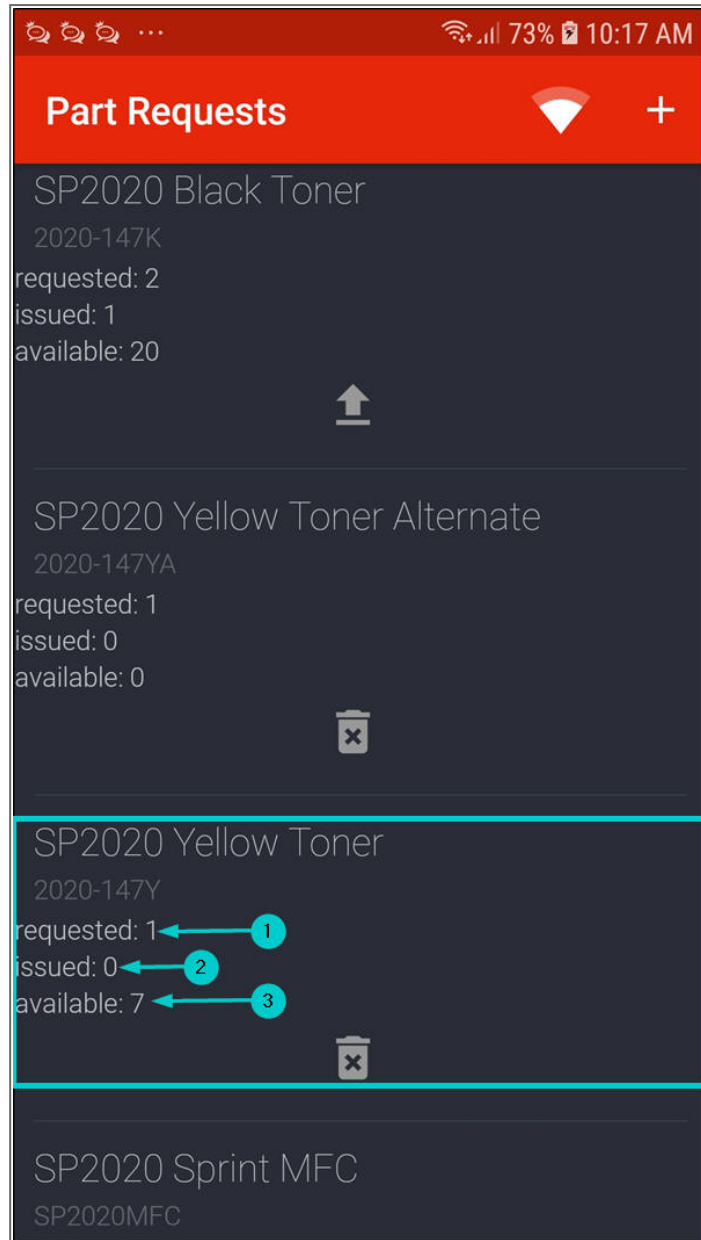 73% 10:17 AM
Part Requests
SP2020 Black Toner
2020-147K
requested: 2
issued: 1
available: 20
SP2020 Yellow Toner Alternate
2020-147YA
requested: 1
issued: 0
available: 0
SP2020 Yellow Toner
2020-147Y
requested: 1 1
issued: 0 2
available: 7 3
SP2020 Sprint MFC
SP2020MFC